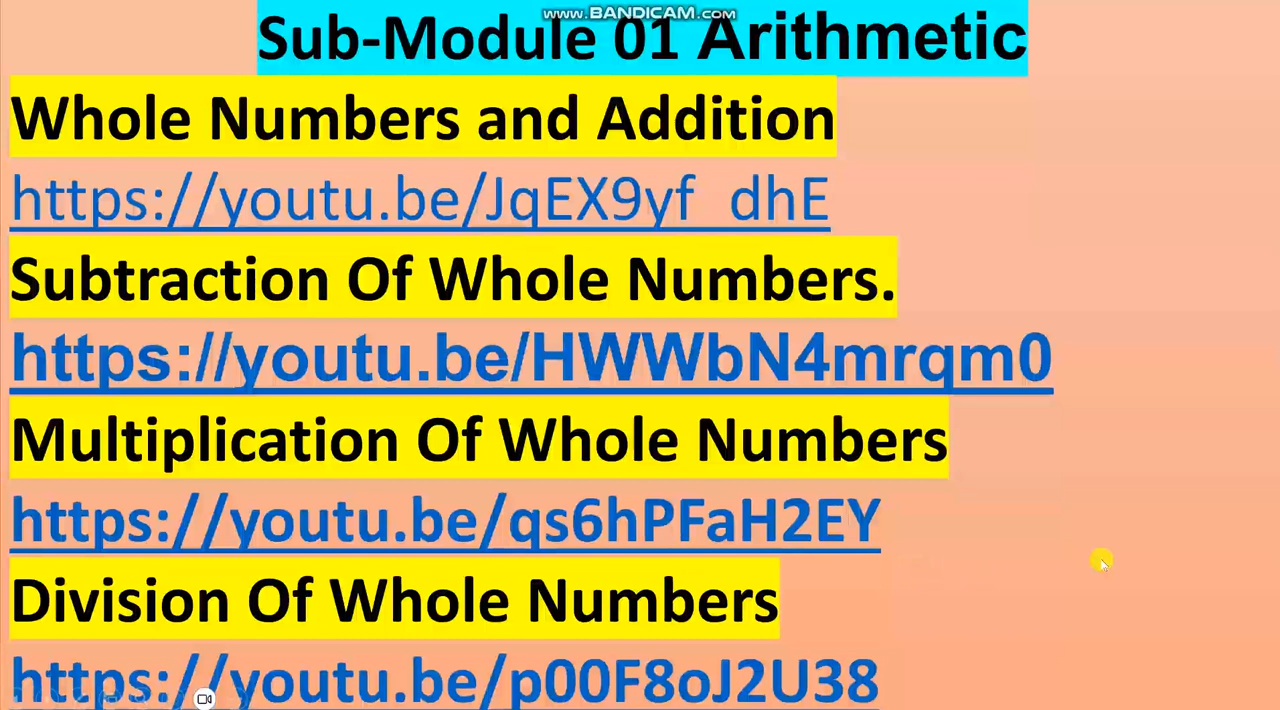 www.BANDICAM.com
Sub-Module 01 Arithmetic
Whole Numbers and Addition
https://youtu.be/JqEX9yf_dhE
Subtraction Of Whole Numbers.
https://youtu.be/HWWbN4mrqm0
Multiplication Of Whole Numbers
https://youtu.be/qs6hPFaH2EY
Division Of Whole Numbers
https://youtu.be/p00F8oJ2U38